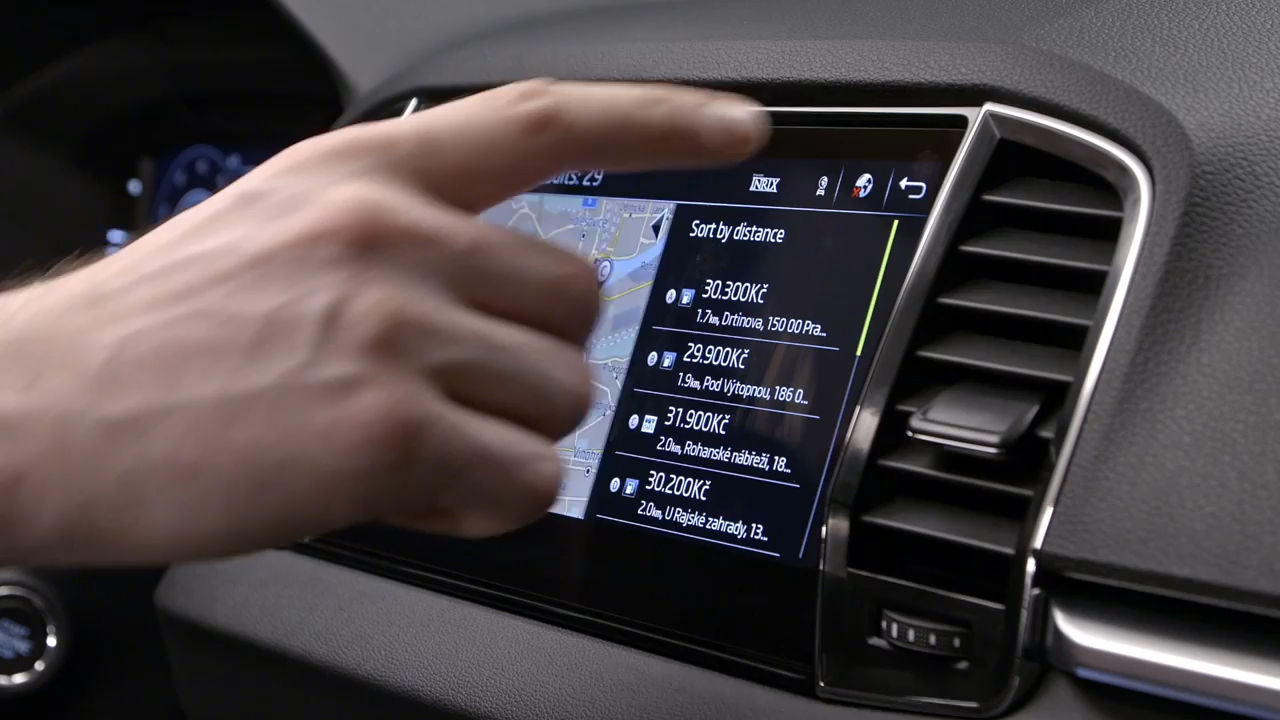 29
INRIX
Sort by distance
A
30.300Kč
1.7km, Drtinova, 150 00 Pra...
B
29.900Kč
1.9km, Pod Výtopnou, 186 0...
C
31.900Kč
2.0km, Rohanské nábřeží, 18...
D
30.200Kč
2.0km, U Rajské zahrady, 13...
C